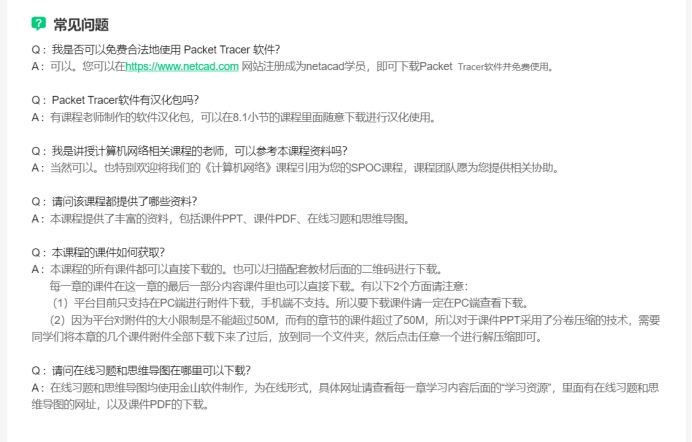 常见问题
Q：我是否可以免费合法地使用 Packet Tracer 软件？
A：可以。您可以在https://www.netcad.com 网站注册成为netacad学员，即可下载Packet Tracer软件并免费使用。
Q：Packet Tracer软件有汉化包吗？
A：有课程老师制作的软件汉化包，可以在8.1小节的课程里面随意下载进行汉化使用。
Q：我是讲授计算机网络相关课程的老师，可以参考本课程资料吗？
A：当然可以。也特别欢迎将我们的《计算机网络》课程引用为您的SPOC课程，课程团队愿为您提供相关协助。
Q：请问该课程都提供了哪些资料？
A：本课程提供了丰富的资料，包括课件PPT、课件PDF、在线习题和思维导图。
Q：本课程的课件如何获取？
A：本课程的所有课件都可以直接下载的。也可以扫描配套教材后面的二维码进行下载。
每一章的课件在这一章的最后一部分内容课件里也可以直接下载。有以下2个方面请注意：
（1）平台目前只支持在PC端进行附件下载，手机端不支持。所以要下载课件请一定在PC端查看下载。
（2）因为平台对附件的大小限制是不能超过50M，而有的章节的课件超过了50M，所以对于课件PPT采用了分卷压缩的技术，需要
同学们将本章的几个课件附件全部下载下来了过后，放到同一个文件夹，然后点击任意一个进行解压缩即可。
Q：请问在线习题和思维导图在哪里可以下载？
A：在线习题和思维导图均使用金山软件制作，为在线形式，具体网址请查看每一章学习内容后面的“学习资源”，里面有在线习题和思
维导图的网址，以及课件PDF的下载。